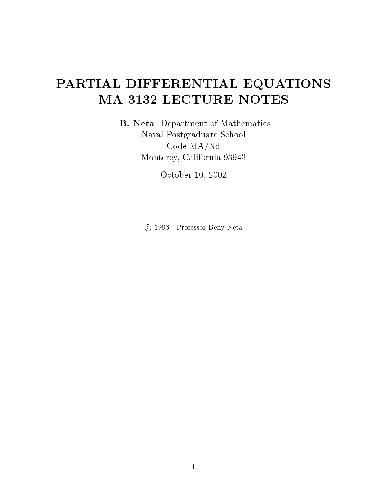 PARTIAL DIFFERENTIAL EQUATIONS
MA 3132 LECTURE NOTES
B. Neta Department of Mathematics
Naval Postgraduate School
Code MA/Nd
Monterey, California 93943
October 10, 2002
© 1996 - Professor Beny Neta
1